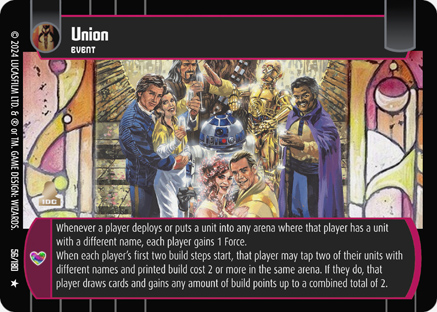 Union
EVENT
Whenever a player deploys or puts a unit into any arena where that player has a unit
with a different name, each player gains 1 Force.
When each player's first two build steps start, that player may tap two of their units with
different names and printed build cost 2 or more in the same arena. If they do, that
player draws cards and gains any amount of build points up to a combined total of 2.
© 2024 LUCASFILM LTD. & ® or TM. GAME DESIGN: WIZARDS.